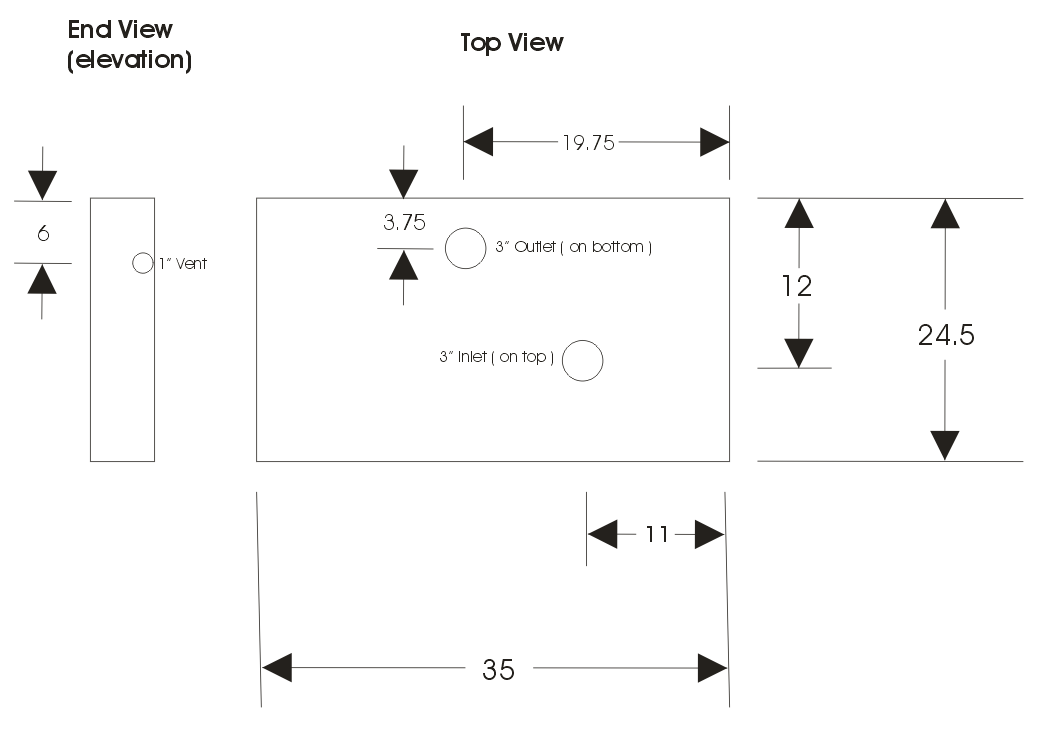 End View
(elevation)
Top View
19.75
3.75
6
3" Outlet ( on bottom )
1" Vent
12
24.5
3" Inlet ( on top )
11
35